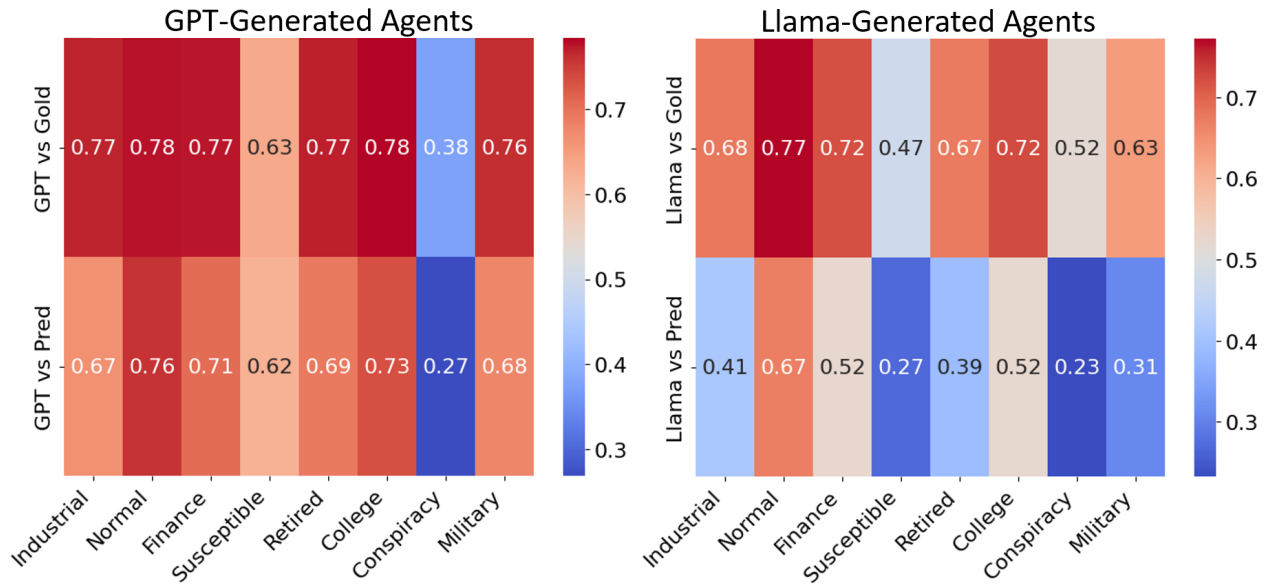 GPT-Generated Agents
GPT vs Gold
0.77 0.78 0.77 0.63 0.77 0.78 0.38 0.76
GPT vs Pred
0.67 0.76 0.71 0.62 0.69 0.73 0.27 0.68
Industrial Normal Finance Susceptible Retired College Conspiracy Military
0.7
0.6
0.5
0.4
0.3
Llama-Generated Agents
Llama vs Gold
0.68 0.77 0.72 0.47 0.67 0.72 0.52 0.63
Llama vs Pred
0.41 0.67 0.52 0.27 0.39 0.52 0.23 0.31
Industrial Normal Finance Susceptible Retired College Conspiracy Military
0.7
0.6
0.5
0.4
0.3